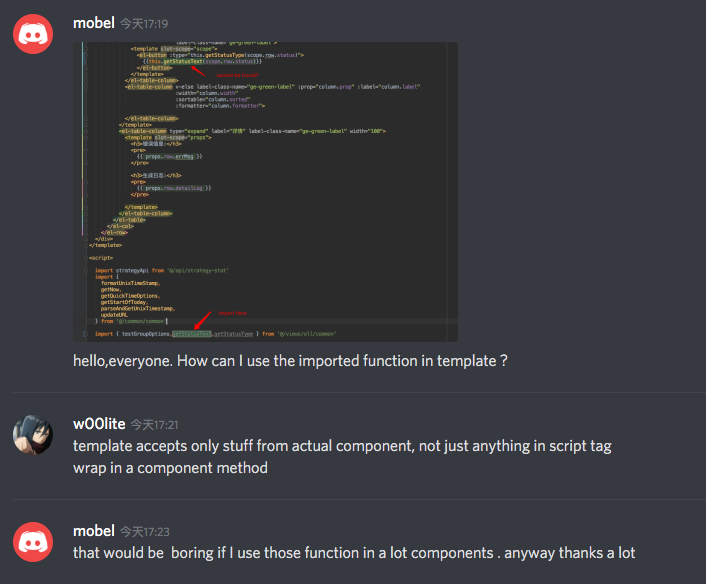 mobel 今天17:19
label-class-name="ge-green-label">
<template slot-scope="scope">
<el-button :type="this.getStatusType(scope.row.status)">
{{this.getStatusText(scope.row.status)}}
</el-button>
</template>
</el-table-column>
<el-table-column v-else label-class-name="ge-green-label" :prop="column.prop" :label="column.label"
:width="column.width"
:sortable="column.sorted"
:formatter="column.formatter">
</el-table-column>
</template>
<el-table-column type="expand" label="详情" label-class-name="ge-green-label" width="100">
<template slot-scope="props">
<h3>错误信息:</h3>
<pre>
{{ props.row.errMsg }}
</pre>
<h3>生成日志:</h3>
<pre>
{{ props.row.detailLog }}
</pre>
</template>
</el-table-column>
</el-table>
</el-col>
</el-row>
</div>
</template>
<script>
import strategyApi from '@/api/strategy-stat'
import {
formatUnixTimeStamp,
getNow,
getQuickTimeOptions,
getStartOfToday,
parseAndGetUnixTimestamp,
updateURL
} from '@/common/common'
import { testGroupOptions,getStatusText,getStatusType } from
hello,everyone. How can I use the imported function in template ?
w00lite 今天17:21
template accepts only stuff from actual component, not just anything in script tag
wrap in a component method
mobel 今天17:23
that would be boring if I use those function in a lot components . anyway thanks a lot